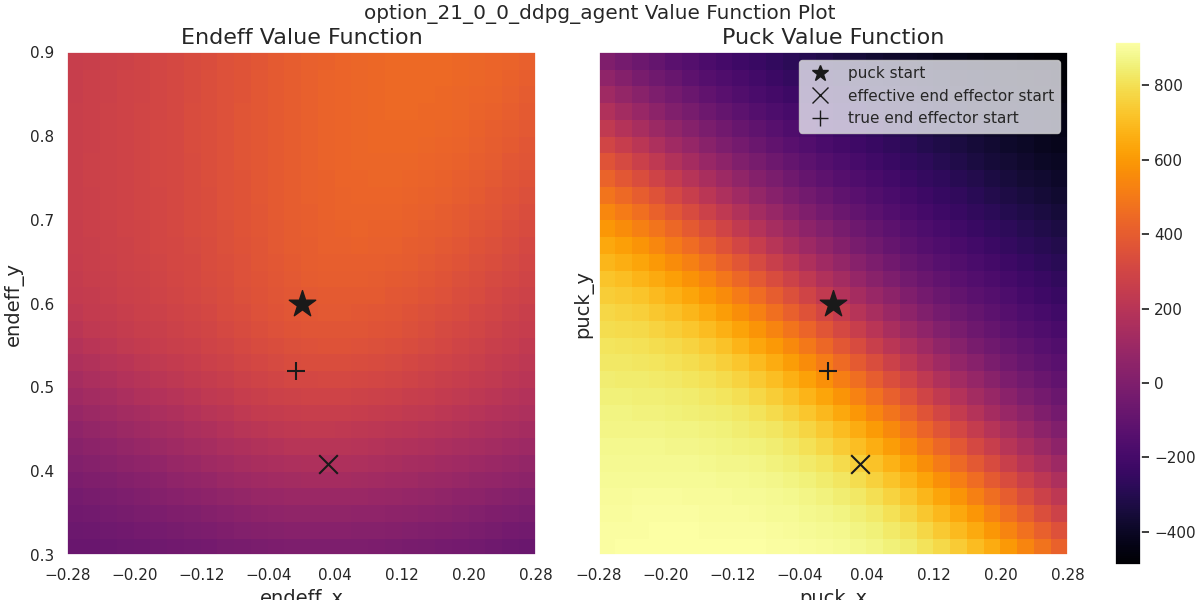 option_21_0_0_ddpg_agent Value Function Plot
Endeff Value Function
Puck Value Function
0.9
0.8
0.7
0.6
0.5
0.4
0.3
endeff_y
−0.28 −0.20 −0.12 −0.04 0.04 0.12 0.20 0.28
endeff_x
puck_y
puck start
effective end effector start
true end effector start
−0.28 −0.20 −0.12 −0.04 0.04 0.12 0.20 0.28
puck_x
800
600
400
200
0
−200
−400